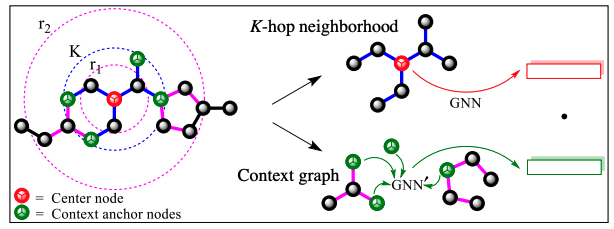 r2
K
r1
K-hop neighborhood
GNN
Context graph
GNN′
= Center node
= Context anchor nodes